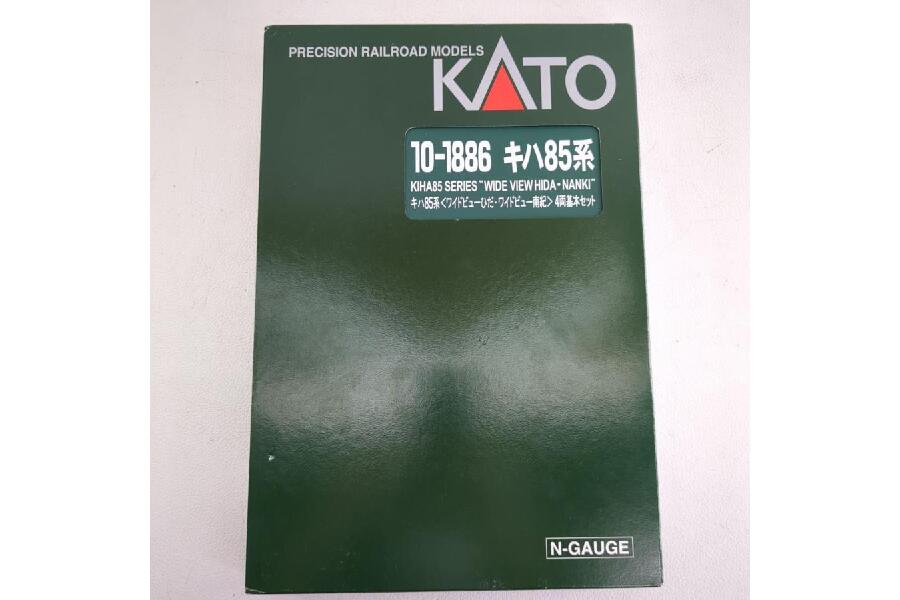 PRECISION RAILROAD MODELS
KATO
10-1886 キハ85系
KIHA85 SERIES "WIDE VIEW HIDA・NANKI"
キハ85系<ワイドビューひだ・ワイドビュー南紀>4両基本セット
N-GAUGE